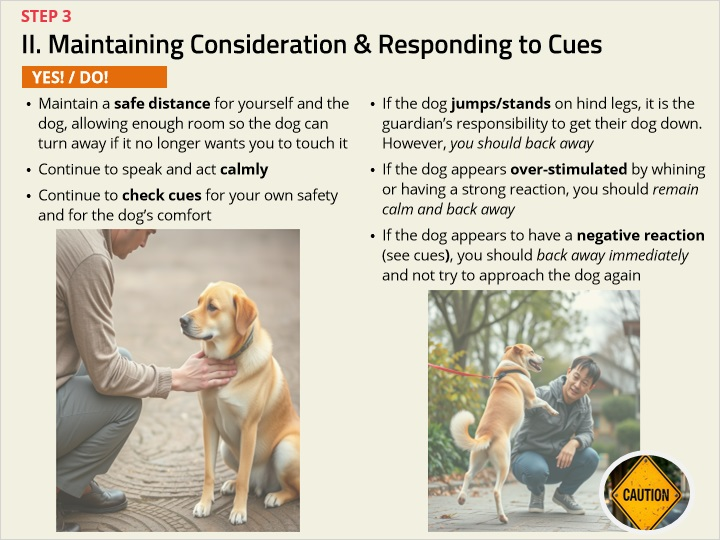 STEP 3
II. Maintaining Consideration & Responding to Cues
YES! / DO!
• Maintain a safe distance for yourself and the
dog, allowing enough room so the dog can
turn away if it no longer wants you to touch it
• Continue to speak and act calmly
• Continue to check cues for your own safety
and for the dog's comfort
• If the dog jumps/stands on hind legs, it is the
guardian's responsibility to get their dog down.
However, you should back away
• If the dog appears over-stimulated by whining
or having a strong reaction, you should remain
calm and back away
• If the dog appears to have a negative reaction
(see cues), you should back away immediately
and not try to approach the dog again
CAUTION